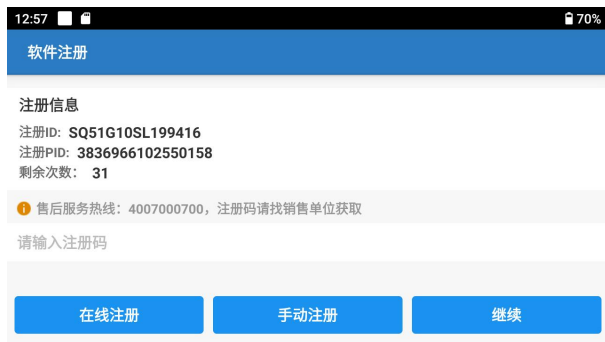 12:57 70%
软件注册
注册信息
注册ID: SQ51G10SL199416
注册PID: 3836966102550158
剩余次数: 31
售后服务热线：4007000700，注册码请找销售单位获取
请输入注册码
在线注册 手动注册 继续